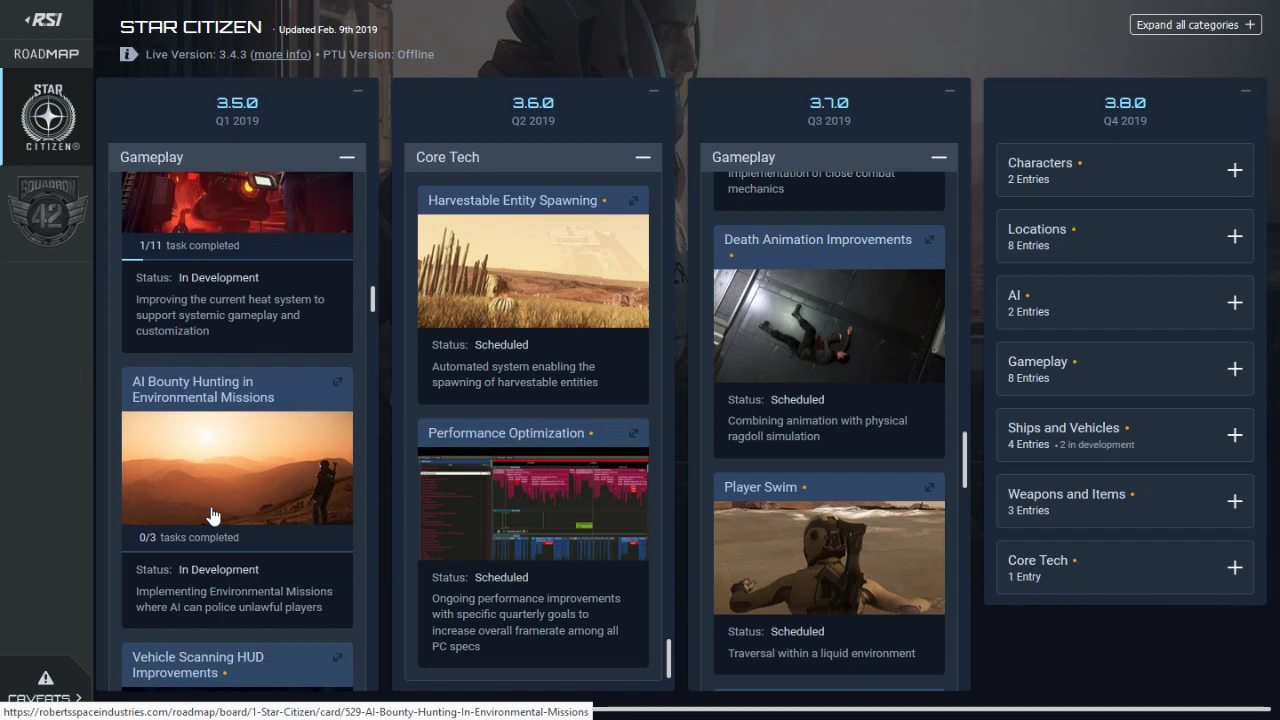 RSI
ROADMAP
STAR
CITIZEN®
SQUADRON
42
CAVEATS
STAR CITIZEN · Updated Feb. 9th 2019
Live Version: 3.4.3 (more info) • PTU Version: Offline
Expand all categories +
3.5.0
Q1 2019
Gameplay
1/11 task completed
Status: In Development
Improving the current heat system to
support systemic gameplay and
customization
AI Bounty Hunting in
Environmental Missions
0/3 tasks completed
Status: In Development
Implementing Environmental Missions
where AI can police unlawful players
Vehicle Scanning HUD
Improvements
3.6.0
Q2 2019
Core Tech
Harvestable Entity Spawning
Status: Scheduled
Automated system enabling the
spawning of harvestable entities
Performance Optimization
Status: Scheduled
Ongoing performance improvements
with specific quarterly goals to
increase overall framerate among all
PC specs
3.7.0
Q3 2019
Gameplay
Implementation of close combat
mechanics
Death Animation Improvements
Status: Scheduled
Combining animation with physical
ragdoll simulation
Player Swim
Status: Scheduled
Traversal within a liquid environment
3.8.0
Q4 2019
Characters
2 Entries
Locations
8 Entries
AI
2 Entries
Gameplay
8 Entries
Ships and Vehicles
4 Entries • 2 in development
Weapons and Items
3 Entries
Core Tech
1 Entry
https://robertsspaceindustries.com/roadmap/board/1-Star-Citizen/card/529-AI-Bounty-Hunting-In-Environmental-Missions